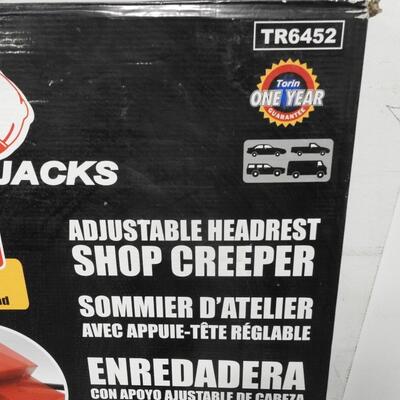 TR6452
Torin
ONE YEAR
GUARANTEE
JACKS
ADJUSTABLE HEADREST
SHOP CREEPER
SOMMIER D'ATELIER
AVEC APPUIE-TÊTE RÉGLABLE
ENREDADERA
CON APOYO AJUSTABLE DE CABEZA